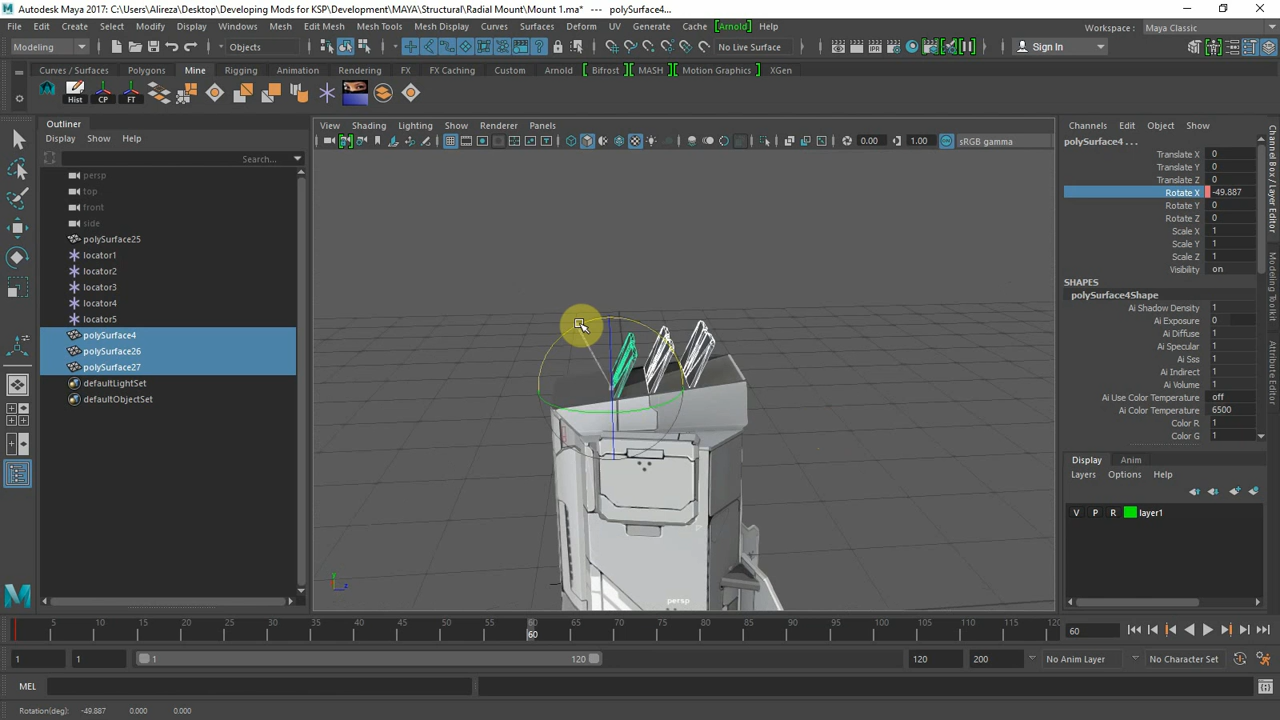 Autodesk Maya 2017: C:\Users\Alireza\Desktop\Developing Mods for KSP\Development\MAYA\Structural\Radial Mount\Mount 1.ma* --- polySurface4...
File Edit Create Select Modify Display Windows Mesh Edit Mesh Mesh Tools Mesh Display Curves Surfaces Deform UV Generate Cache [Arnold] Help Workspace : Maya Classic
Modeling Objects No Live Surface Sign In
Curves / Surfaces Polygons Mine Rigging Animation Rendering FX FX Caching Custom Arnold Bifrost MASH Motion Graphics XGen
Hist CP FT
Outliner
Display Show Help
Search...
persp
top
front
side
polySurface25
locator1
locator2
locator3
locator4
locator5
polySurface4
polySurface26
polySurface27
defaultLightSet
defaultObjectSet
View Shading Lighting Show Renderer Panels
0.00 1.00 sRGB gamma
persp
Channels Edit Object Show
polySurface4 . . .
Translate X 0
Translate Y 0
Translate Z 0
Rotate X -49.887
Rotate Y 0
Rotate Z 0
Scale X 1
Scale Y 1
Scale Z 1
Visibility on
SHAPES
polySurface4Shape
Ai Shadow Density 1
Ai Exposure 0
Ai Diffuse 1
Ai Specular 1
Ai Sss 1
Ai Indirect 1
Ai Volume 1
Ai Use Color Temperature off
Ai Color Temperature 6500
Color R 1
Color G 1
Display Anim
Layers Options Help
V P R layer1
Channel Box / Layer Editor
Modeling Toolkit
Attribute Editor
5 10 15 20 25 30 35 40 45 50 55 60 65 70 75 80 85 90 95 100 105 110 115 120
60
60
1 1 1 120 120 200 No Anim Layer No Character Set
MEL
Rotation(deg): -49.887 0.000 0.000